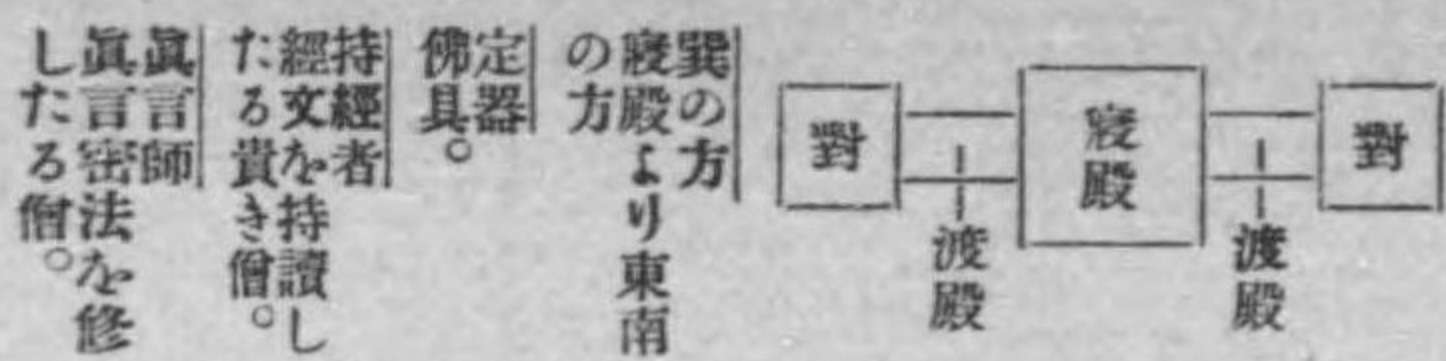 對
渡殿
寢殿
渡殿
對
巽の方
寢殿より東南
の方
定器
佛具。
持經者
經文を持讀し
たる貴き僧。
眞言師
眞言密法を修
したる僧。